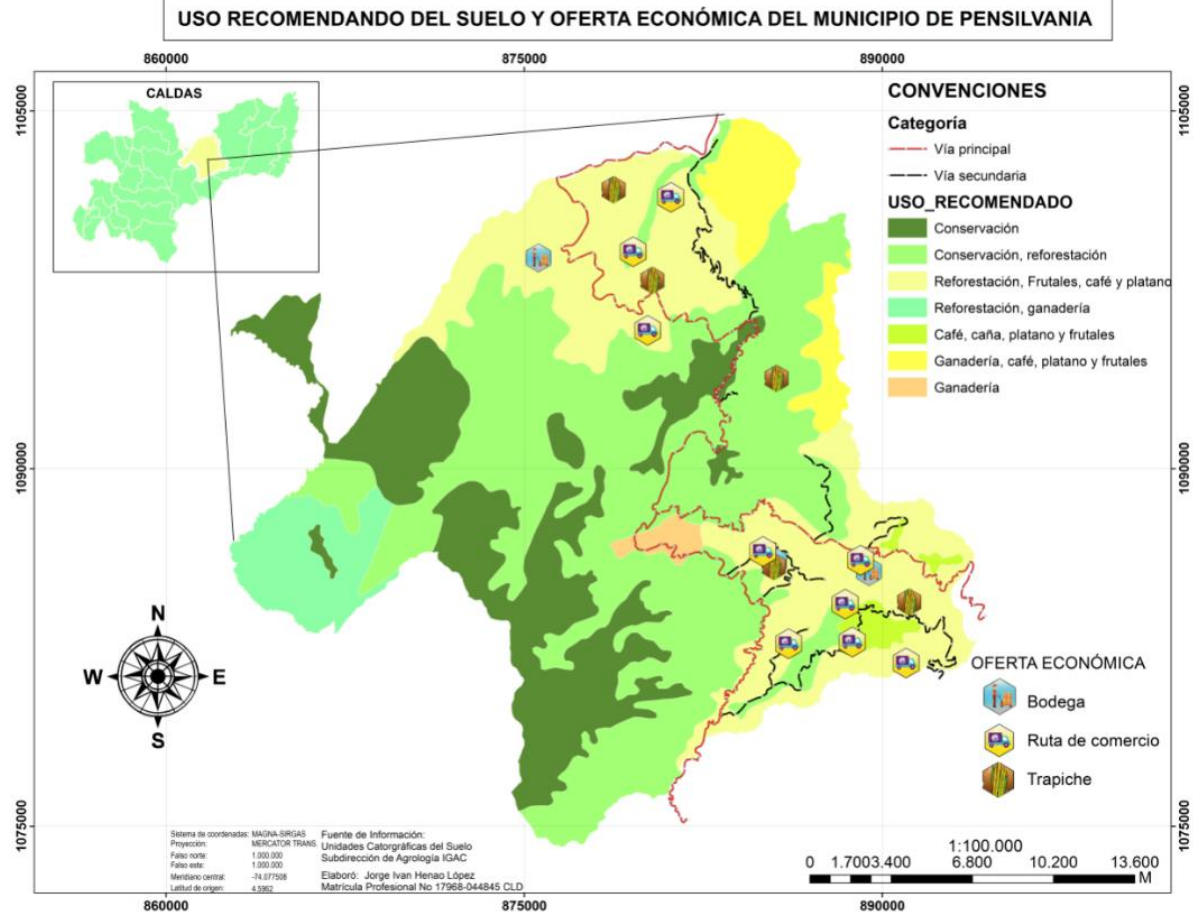 USO RECOMENDANDO DEL SUELO Y OFERTA ECONÓMICA DEL MUNICIPIO DE PENSILVANIA
860000
875000
890000
1105000
1105000
CALDAS
CONVENCIONES
Categoría
Vía principal
Vía secundaria
USO_RECOMENDADO
Conservación
Conservación, reforestación
Reforestación, Frutales, café y platano
Reforestación, ganadería
Café, caña, platano y frutales
Ganadería, café, platano y frutales
Ganadería
1090000
1090000
N
W
E
S
OFERTA ECONÓMICA
Bodega
Ruta de comercio
Trapiche
1075000
1075000
Sistema de coordenadas: MAGNA-SIRGAS
Proyección: MERCATOR TRANS.
Falso norte: 1.000.000
Falso este: 1.000.000
Meridiano central: -74.077508
Latitud de origen: 4.5962
Fuente de Información:
Unidades Catorgráficas del Suelo
Subdirección de Agrología IGAC
Elaboró: Jorge Ivan Henao López
Matrícula Profesional No 17968-044845 CLD
1:100.000
0 1.700 3.400 6.800 10.200 13.600
M
860000
875000
890000